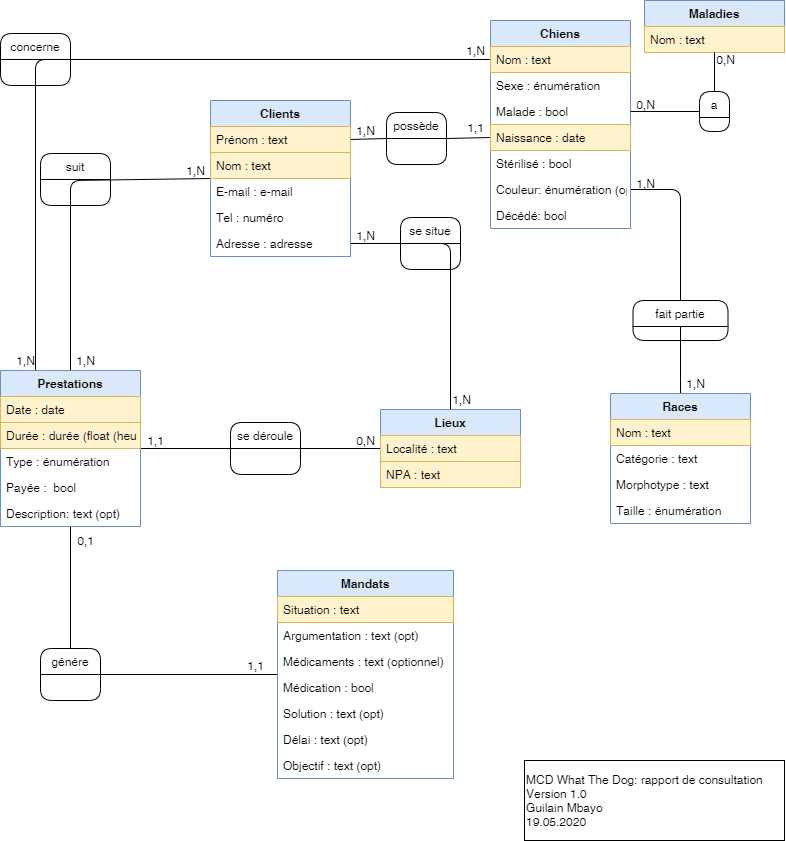 Maladies
Nom : text
0,N
a
0,N
Chiens
Nom : text
Sexe : énumération
Malade : bool
Naissance : date
Stérilisé : bool
Couleur: énumération (o
Décédé: bool
1,N
concerne
1,N
1,N
Clients
Prénom : text
Nom : text
E-mail : e-mail
Tel : numéro
Adresse : adresse
1,N
possède
1,1
suit
1,N
1,N
1,N
se situe
1,N
fait partie
1,N
Races
Nom : text
Catégorie : text
Morphotype : text
Taille : énumération
Prestations
Date : date
Durée : durée (float (heu
Type : énumération
Payée :  bool
Description: text (opt)
1,1
se déroule
0,N
Lieux
Localité : text
NPA : text
0,1
génére
1,1
Mandats
Situation : text
Argumentation : text (opt)
Médicaments : text (optionnel)
Médication : bool
Solution : text (opt)
Délai : text (opt)
Objectif : text (opt)
MCD What The Dog: rapport de consultation
Version 1.0
Guilain Mbayo
19.05.2020